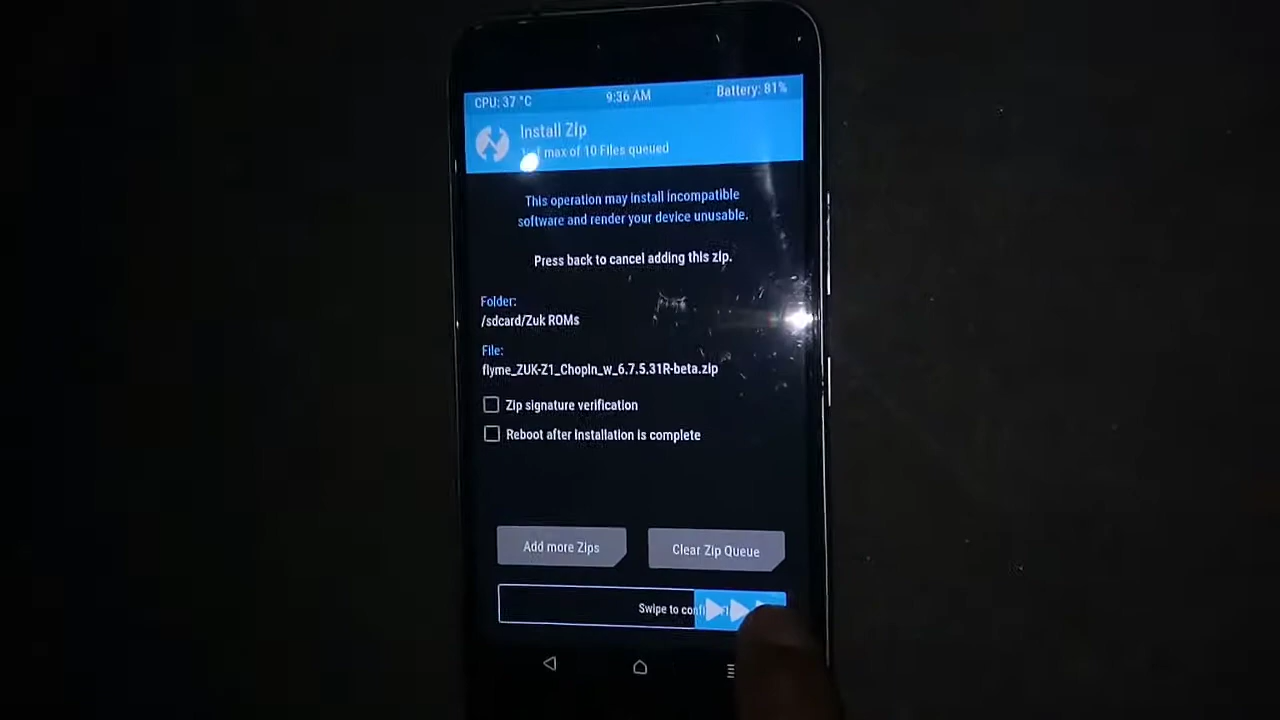 CPU: 37 °C
9:36 AM
Battery: 81%
Install Zip
max of 10 Files queued
This operation may install incompatible
software and render your device unusable.
Press back to cancel adding this zip.
Folder:
/sdcard/Zuk ROMs
File:
flyme_ZUK-Z1_Chopin_w_6.7.5.31R-beta.zip
Zip signature verification
Reboot after installation is complete
Add more Zips
Clear Zip Queue
Swipe to